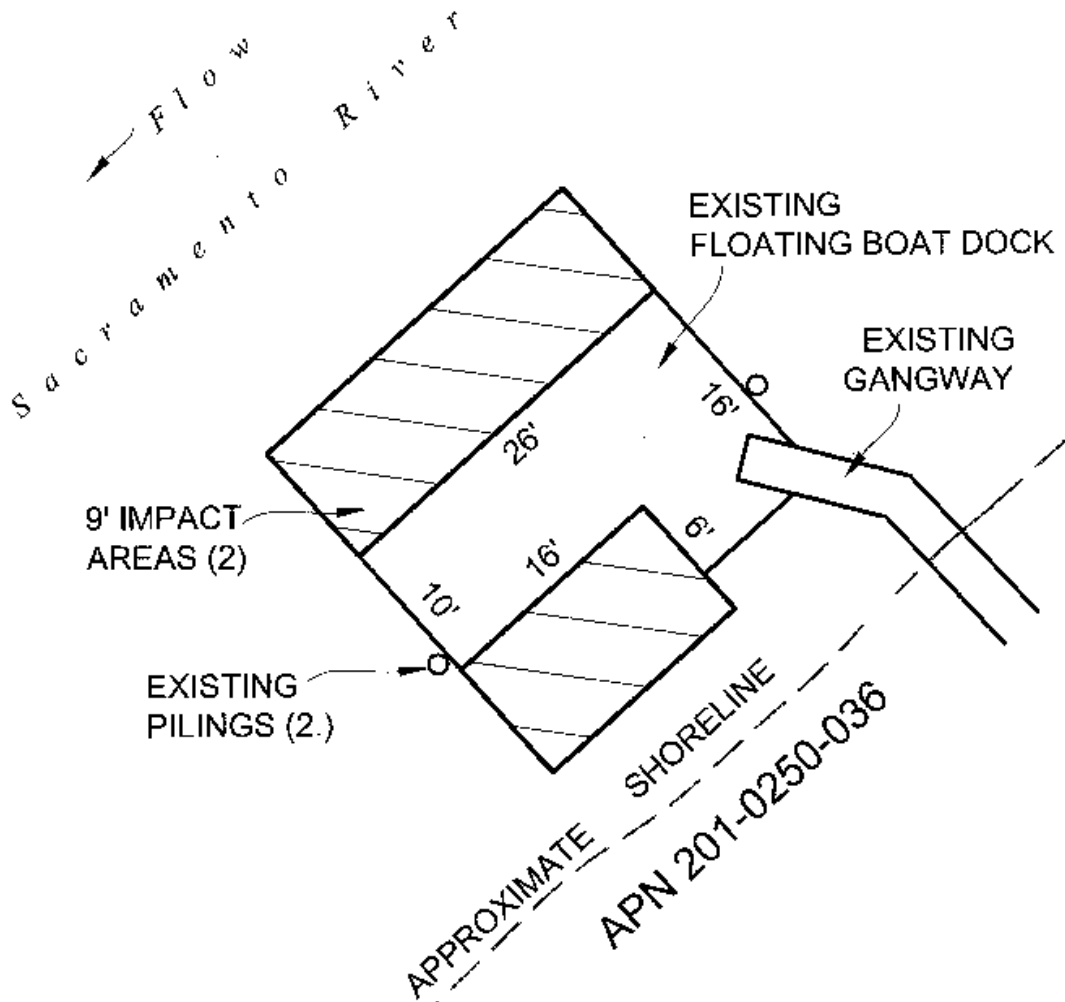 Flow
Sacramento River
EXISTING
FLOATING BOAT DOCK
EXISTING
GANGWAY
16'
26'
9' IMPACT
AREAS (2)
16'
6'
10'
EXISTING
PILINGS (2.)
APPROXIMATE SHORELINE
APN 201-0250-036